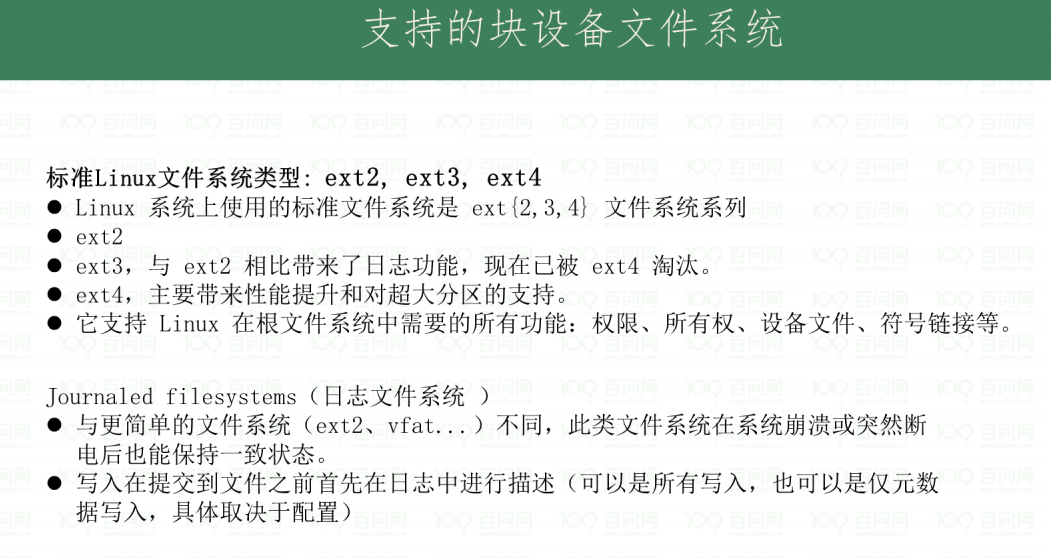 支持的块设备文件系统
标准Linux文件系统类型: ext2, ext3, ext4
● Linux 系统上使用的标准文件系统是 ext{2,3,4} 文件系统系列
● ext2
● ext3，与 ext2 相比带来了日志功能，现在已被 ext4 淘汰。
● ext4，主要带来性能提升和对超大分区的支持。
● 它支持 Linux 在根文件系统中需要的所有功能：权限、所有权、设备文件、符号链接等。
Journaled filesystems（日志文件系统 ）
● 与更简单的文件系统（ext2、vfat...）不同，此类文件系统在系统崩溃或突然断
电后也能保持一致状态。
● 写入在提交到文件之前首先在日志中进行描述（可以是所有写入，也可以是仅元数
据写入，具体取决于配置）